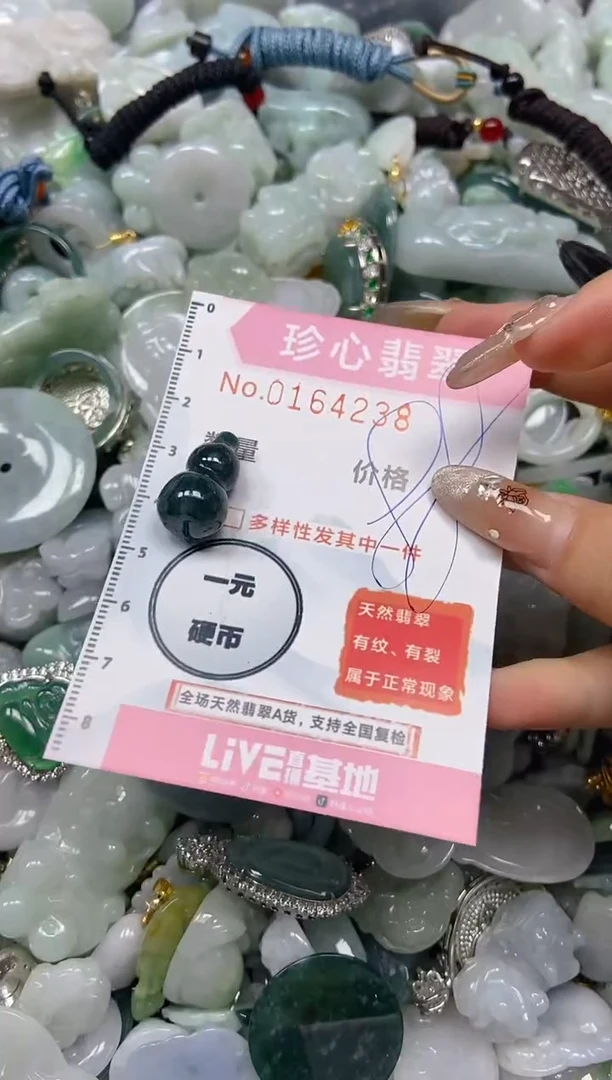 珍心翡翠
No.0164238
0
1
2
3
5
6
7
8
数量
价格
多样性发其中一件
一元
硬币
天然翡翠
有纹、有裂
属于正常现象
全场天然翡翠A货，支持全国复检
LiVE直播基地